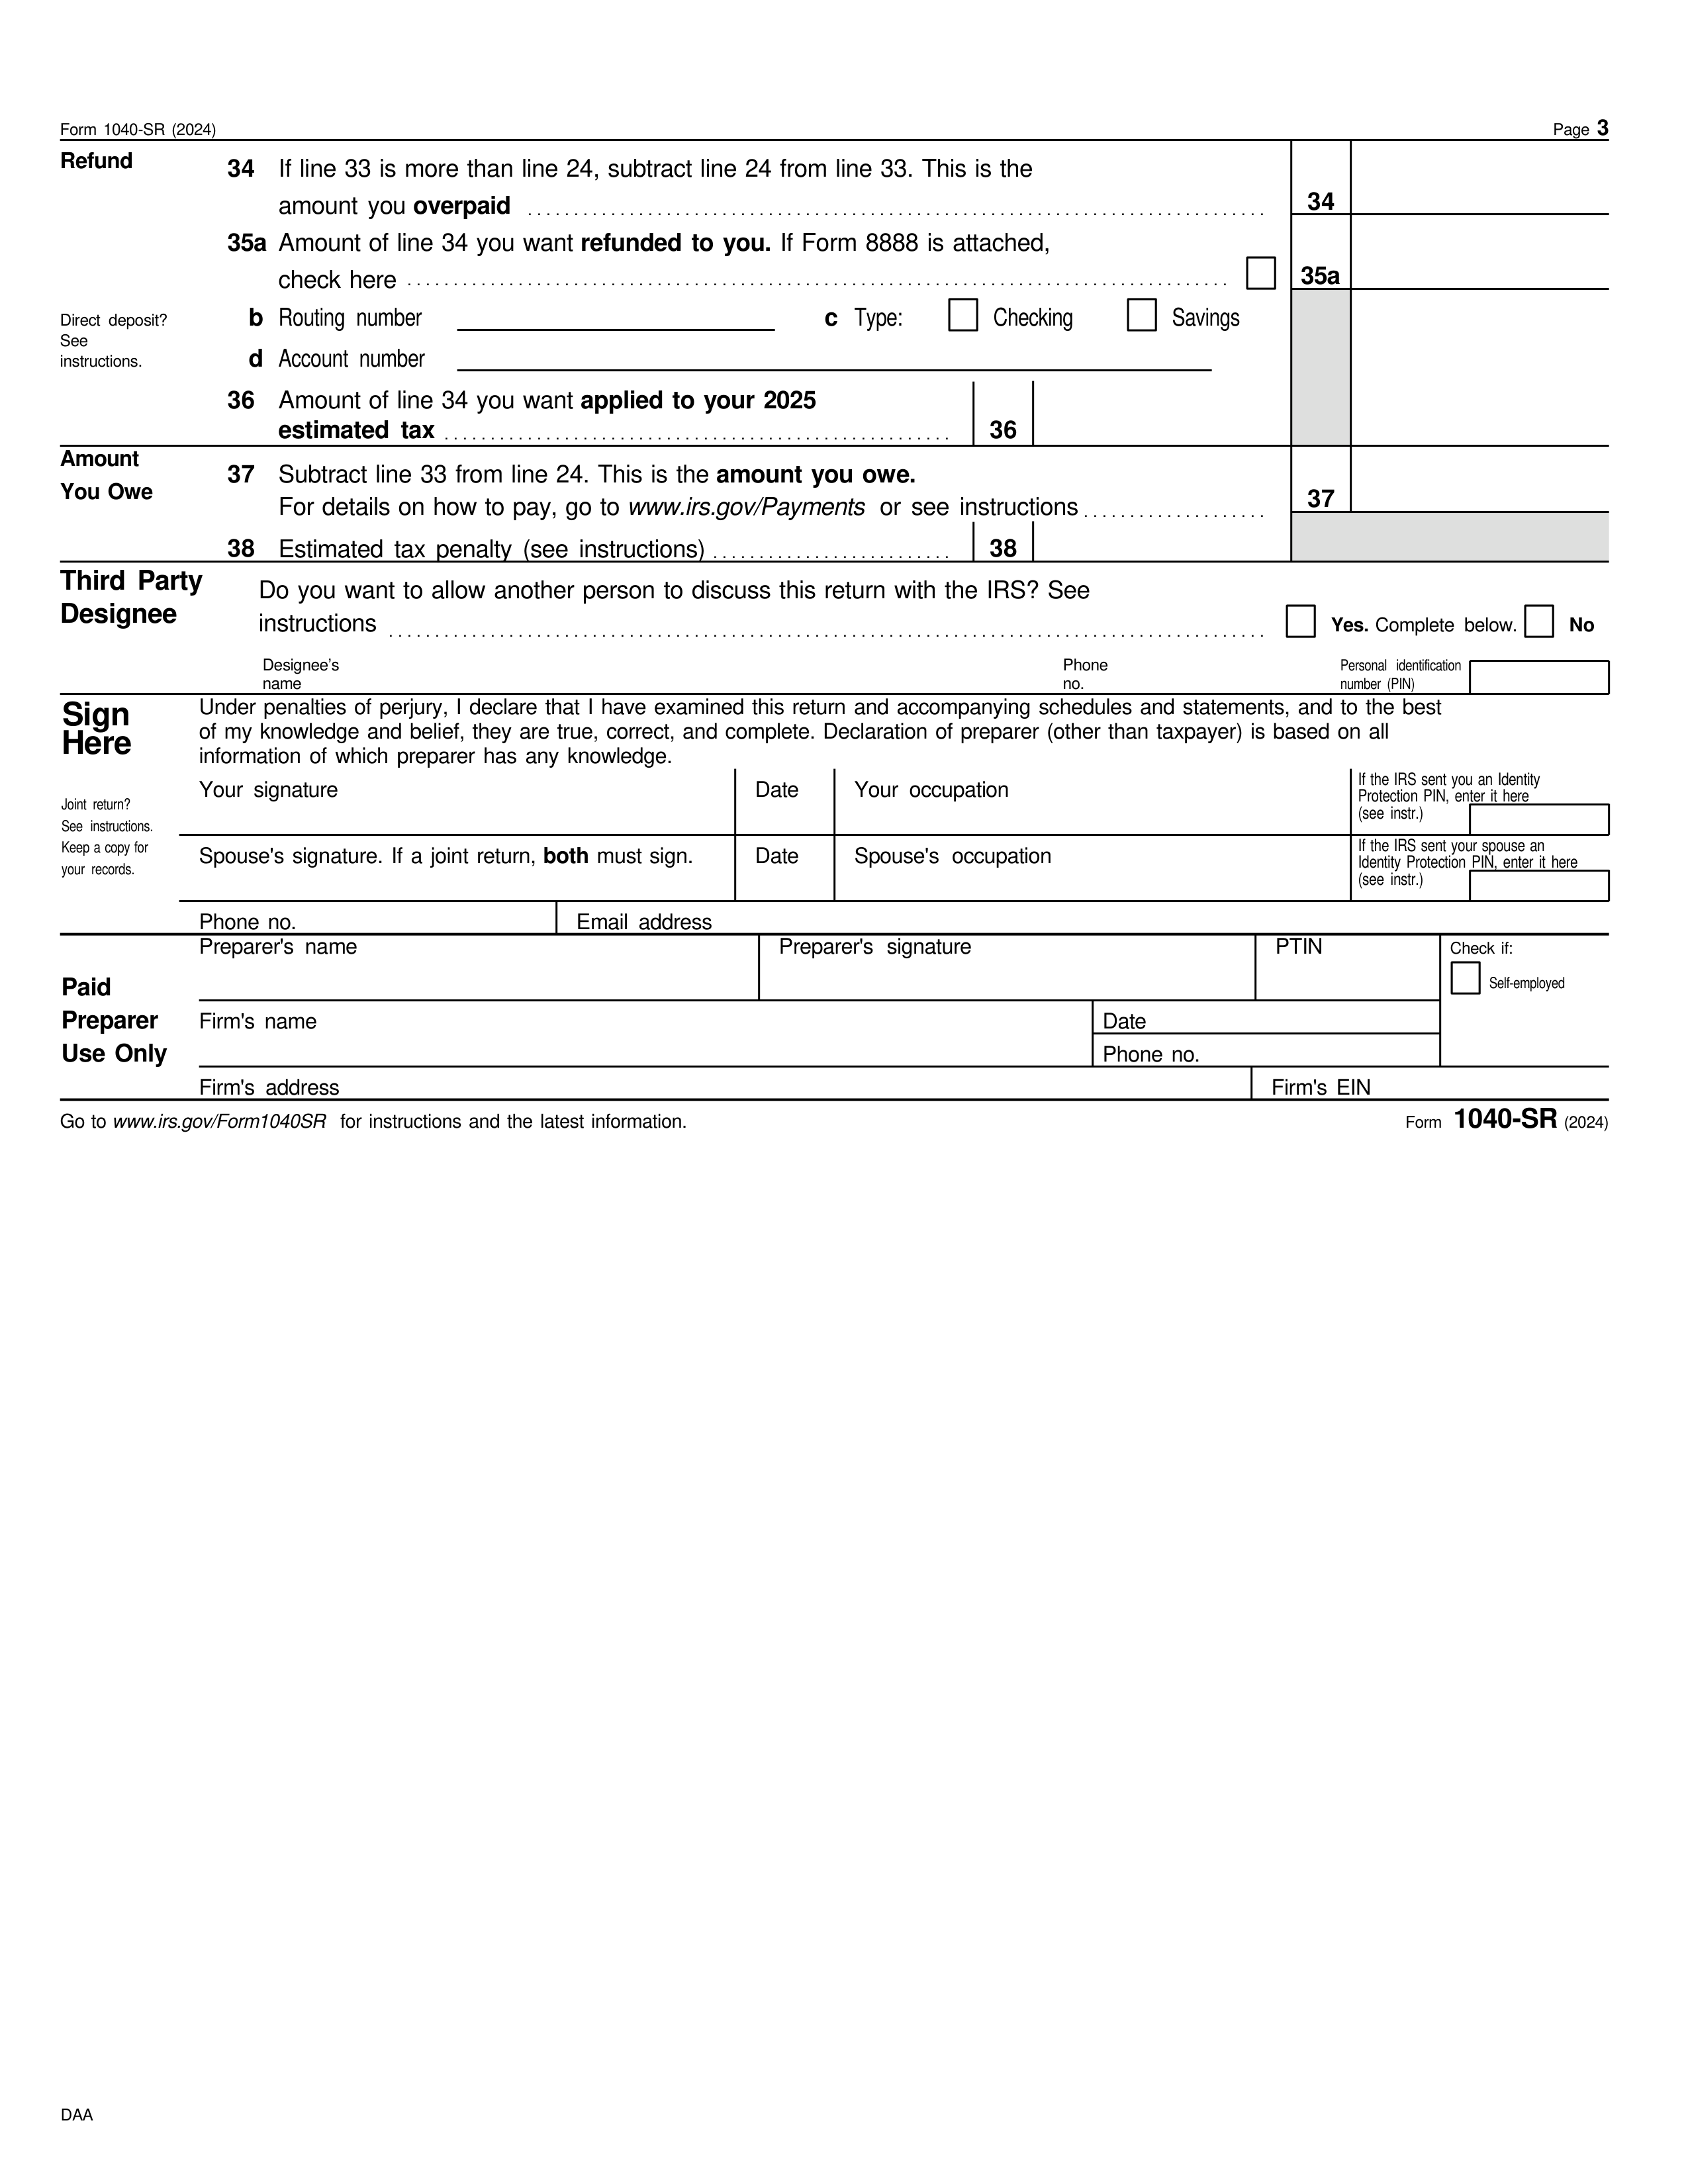 Form 1040-SR (2024) Page 3
Refund
34 If line 33 is more than line 24, subtract line 24 from line 33. This is the
amount you overpaid 34
35a Amount of line 34 you want refunded to you. If Form 8888 is attached,
check here 35a
Direct deposit?
See
instructions.
b Routing number c Type: Checking Savings
d Account number
36 Amount of line 34 you want applied to your 2025
estimated tax 36
Amount
You Owe
37 Subtract line 33 from line 24. This is the amount you owe.
For details on how to pay, go to www.irs.gov/Payments or see instructions 37
38 Estimated tax penalty (see instructions) 38
Third Party
Designee
Do you want to allow another person to discuss this return with the IRS? See
instructions Yes. Complete below. No
Designee’s
name
Phone
no.
Personal identification
number (PIN)
Sign
Here
Under penalties of perjury, I declare that I have examined this return and accompanying schedules and statements, and to the best
of my knowledge and belief, they are true, correct, and complete. Declaration of preparer (other than taxpayer) is based on all
information of which preparer has any knowledge.
Joint return?
See instructions.
Keep a copy for
your records.
Your signature Date Your occupation
If the IRS sent you an Identity
Protection PIN, enter it here
(see instr.)
Spouse's signature. If a joint return, both must sign. Date Spouse's occupation
If the IRS sent your spouse an
Identity Protection PIN, enter it here
(see instr.)
Phone no. Email address
Paid
Preparer
Use Only
Preparer's name Preparer's signature PTIN Check if:
Self-employed
Firm's name Date
Phone no.
Firm's address Firm's EIN
Go to www.irs.gov/Form1040SR for instructions and the latest information. Form 1040-SR (2024)
DAA